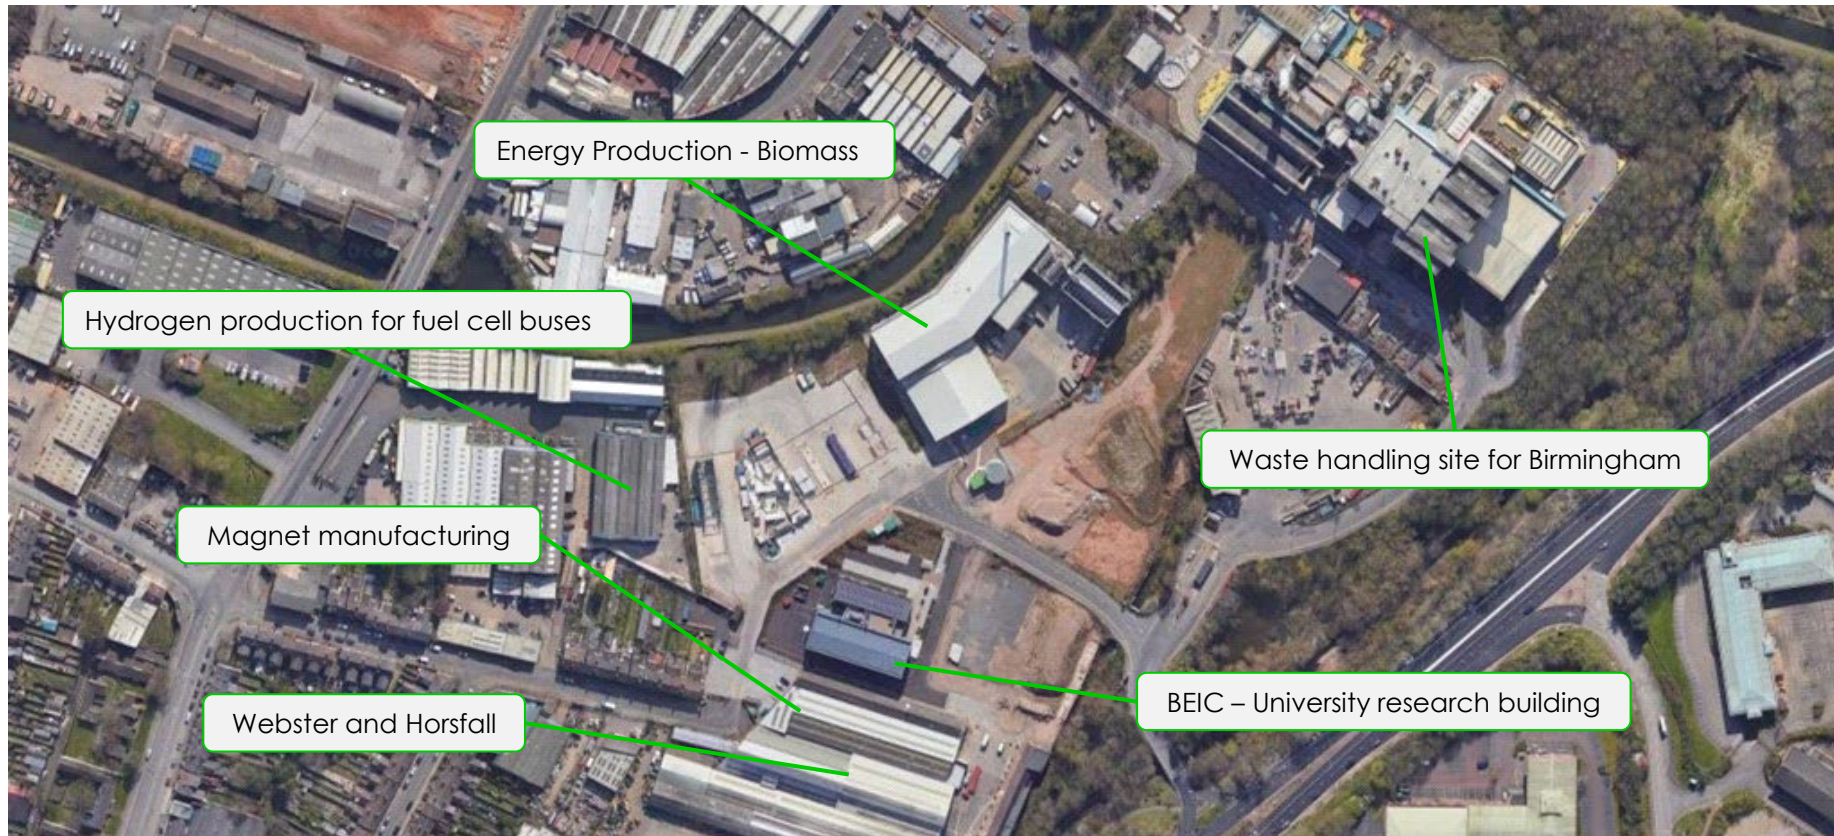 Energy Production - Biomass
Hydrogen production for fuel cell buses
Waste handling site for Birmingham
Magnet manufacturing
BEIC – University research building
Webster and Horsfall